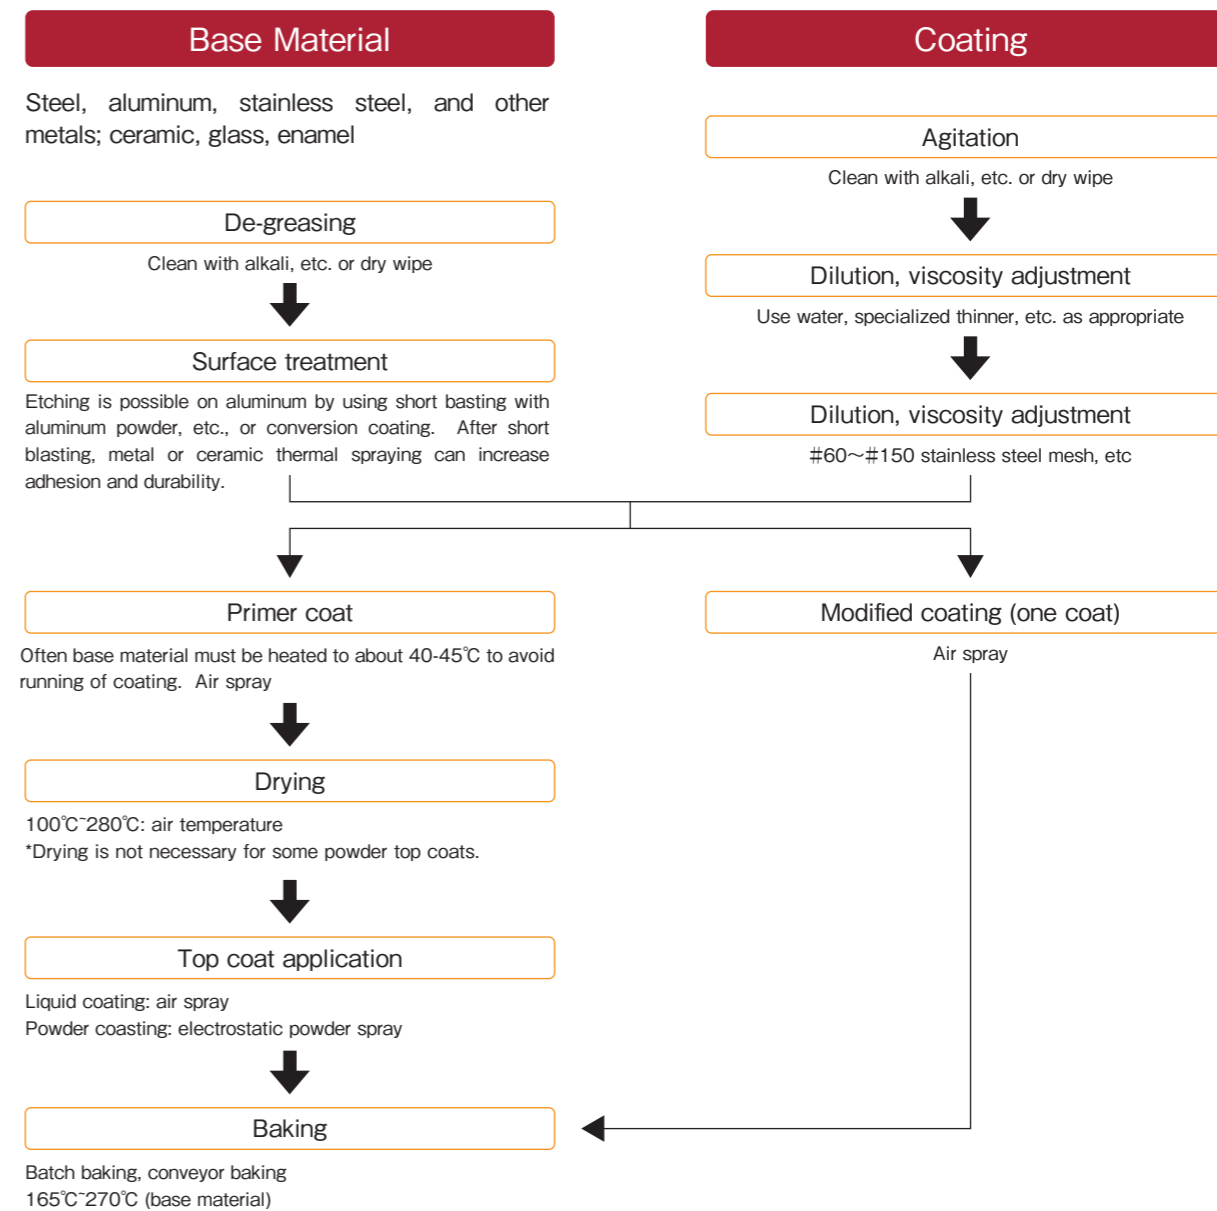 Base Material
Steel, aluminum, stainless steel, and other
metals; ceramic, glass, enamel
De-greasing
Clean with alkali, etc. or dry wipe
Surface treatment
Etching is possible on aluminum by using short basting with
aluminum powder, etc., or conversion coating. After short
blasting, metal or ceramic thermal spraying can increase
adhesion and durability.
Coating
Agitation
Clean with alkali, etc. or dry wipe
Dilution, viscosity adjustment
Use water, specialized thinner, etc. as appropriate
Dilution, viscosity adjustment
#60～#150 stainless steel mesh, etc
Primer coat
Often base material must be heated to about 40-45℃ to avoid
running of coating. Air spray
Drying
100℃~280℃: air temperature
*Drying is not necessary for some powder top coats.
Top coat application
Liquid coating: air spray
Powder coasting: electrostatic powder spray
Modified coating (one coat)
Air spray
Baking
Batch baking, conveyor baking
165℃~270℃ (base material)